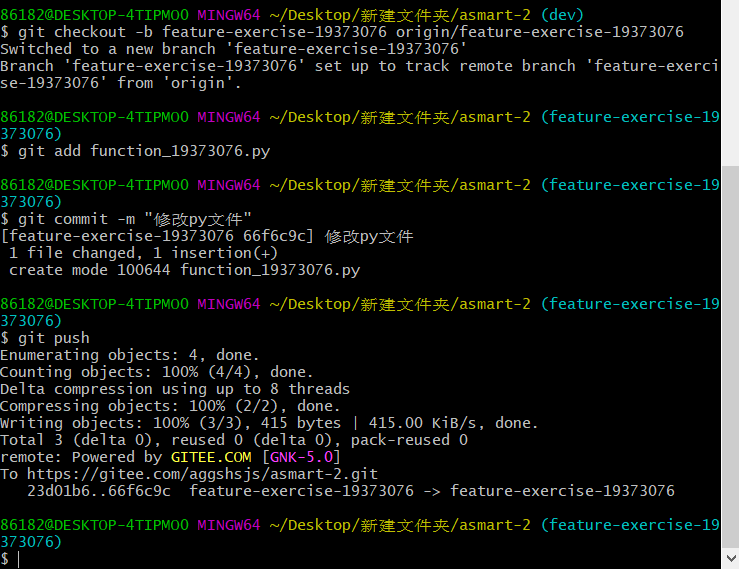 86182@DESKTOP-4TIPMOO MINGW64 ~/Desktop/新建文件夹/asmart-2 (dev)
$ git checkout -b feature-exercise-19373076 origin/feature-exercise-19373076
Switched to a new branch 'feature-exercise-19373076'
Branch 'feature-exercise-19373076' set up to track remote branch 'feature-exerci
se-19373076' from 'origin'.
86182@DESKTOP-4TIPMOO MINGW64 ~/Desktop/新建文件夹/asmart-2 (feature-exercise-19
373076)
$ git add function_19373076.py
86182@DESKTOP-4TIPMOO MINGW64 ~/Desktop/新建文件夹/asmart-2 (feature-exercise-19
373076)
$ git commit -m "修改py文件"
[feature-exercise-19373076 66f6c9c] 修改py文件
 1 file changed, 1 insertion(+)
 create mode 100644 function_19373076.py
86182@DESKTOP-4TIPMOO MINGW64 ~/Desktop/新建文件夹/asmart-2 (feature-exercise-19
373076)
$ git push
Enumerating objects: 4, done.
Counting objects: 100% (4/4), done.
Delta compression using up to 8 threads
Compressing objects: 100% (2/2), done.
Writing objects: 100% (3/3), 415 bytes | 415.00 KiB/s, done.
Total 3 (delta 0), reused 0 (delta 0), pack-reused 0
remote: Powered by GITEE.COM [GNK-5.0]
To https://gitee.com/aggshsjs/asmart-2.git
   23d01b6..66f6c9c  feature-exercise-19373076 -> feature-exercise-19373076
86182@DESKTOP-4TIPMOO MINGW64 ~/Desktop/新建文件夹/asmart-2 (feature-exercise-19
373076)
$